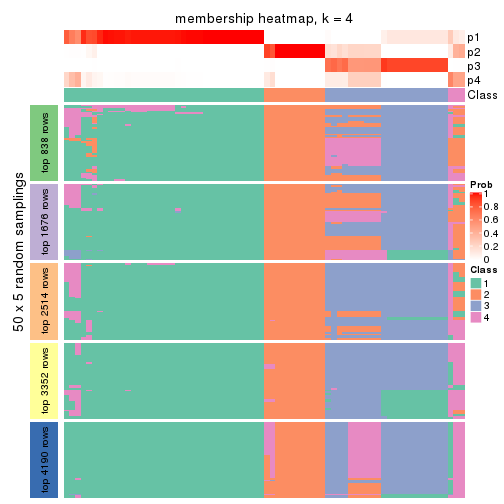 membership heatmap, k = 4
p1
p2
p3
p4
Class
50 x 5 random samplings
top 838 rows
top 1676 rows
top 2514 rows
top 3352 rows
top 4190 rows
Prob
1
0.8
0.6
0.4
0.2
0
Class
1
2
3
4